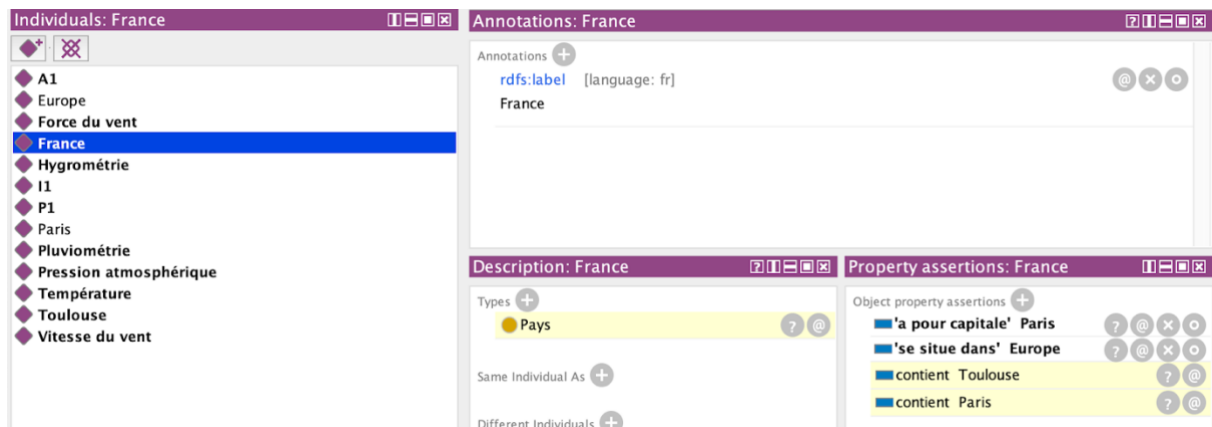 Individuals: France
A1
Europe
Force du vent
France
Hygrométrie
I1
P1
Paris
Pluviométrie
Pression atmosphérique
Température
Toulouse
Vitesse du vent
Annotations: France
Annotations
rdfs:label [language: fr]
France
Description: France
Types
Pays
Same Individual As
Different Individuals
Property assertions: France
Object property assertions
'a pour capitale' Paris
'se situe dans' Europe
contient Toulouse
contient Paris